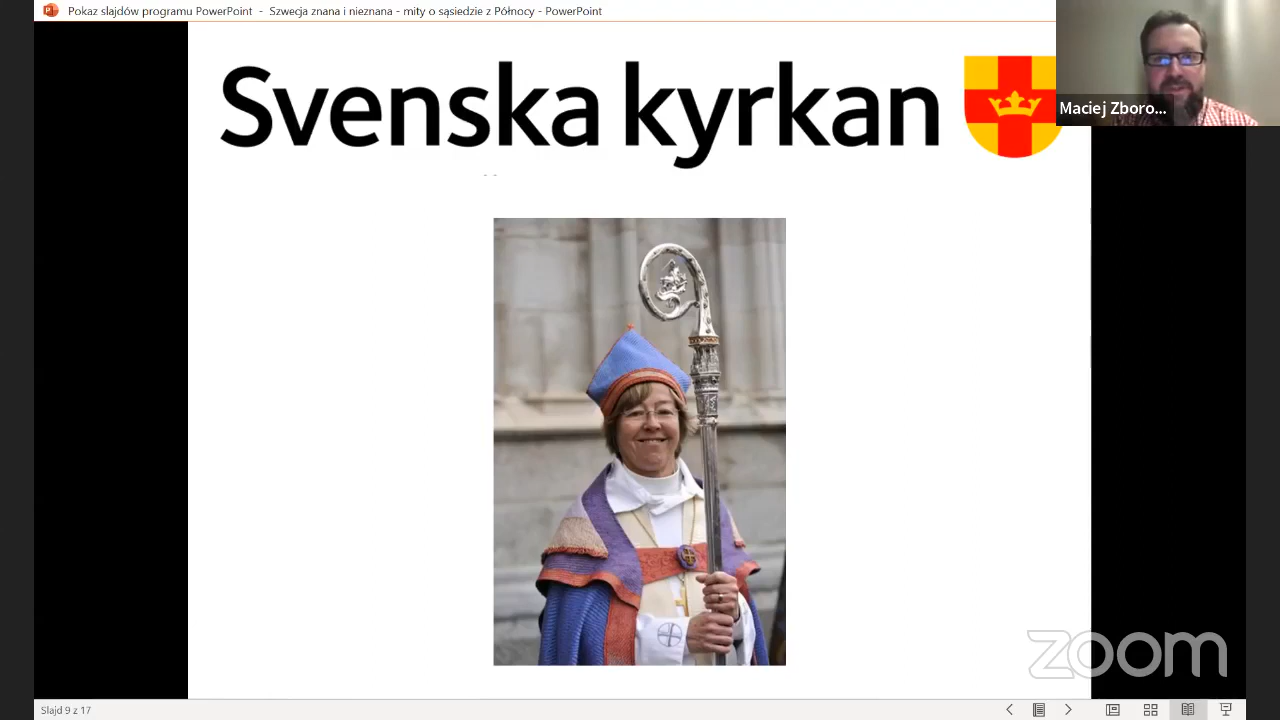 Pokaz slajdów programu PowerPoint - Szwecja znana i nieznana - mity o sąsiedzie z Północy - PowerPoint
Svenska kyrkan
Maciej Zboro...
zoom
Slajd 9 z 17